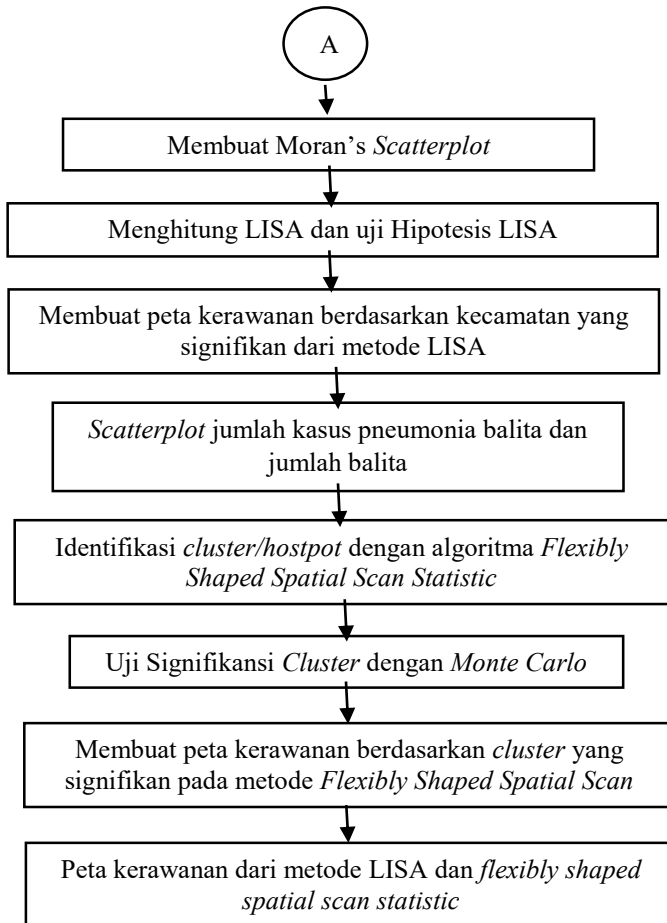 A
Membuat Moran’s Scatterplot
Menghitung LISA dan uji Hipotesis LISA
Membuat peta kerawanan berdasarkan kecamatan yang
signifikan dari metode LISA
Scatterplot jumlah kasus pneumonia balita dan
jumlah balita
Identifikasi cluster/hostpot dengan algoritma Flexibly
Shaped Spatial Scan Statistic
Uji Signifikansi Cluster dengan Monte Carlo
Membuat peta kerawanan berdasarkan cluster yang
signifikan pada metode Flexibly Shaped Spatial Scan
Peta kerawanan dari metode LISA dan flexibly shaped
spatial scan statistic